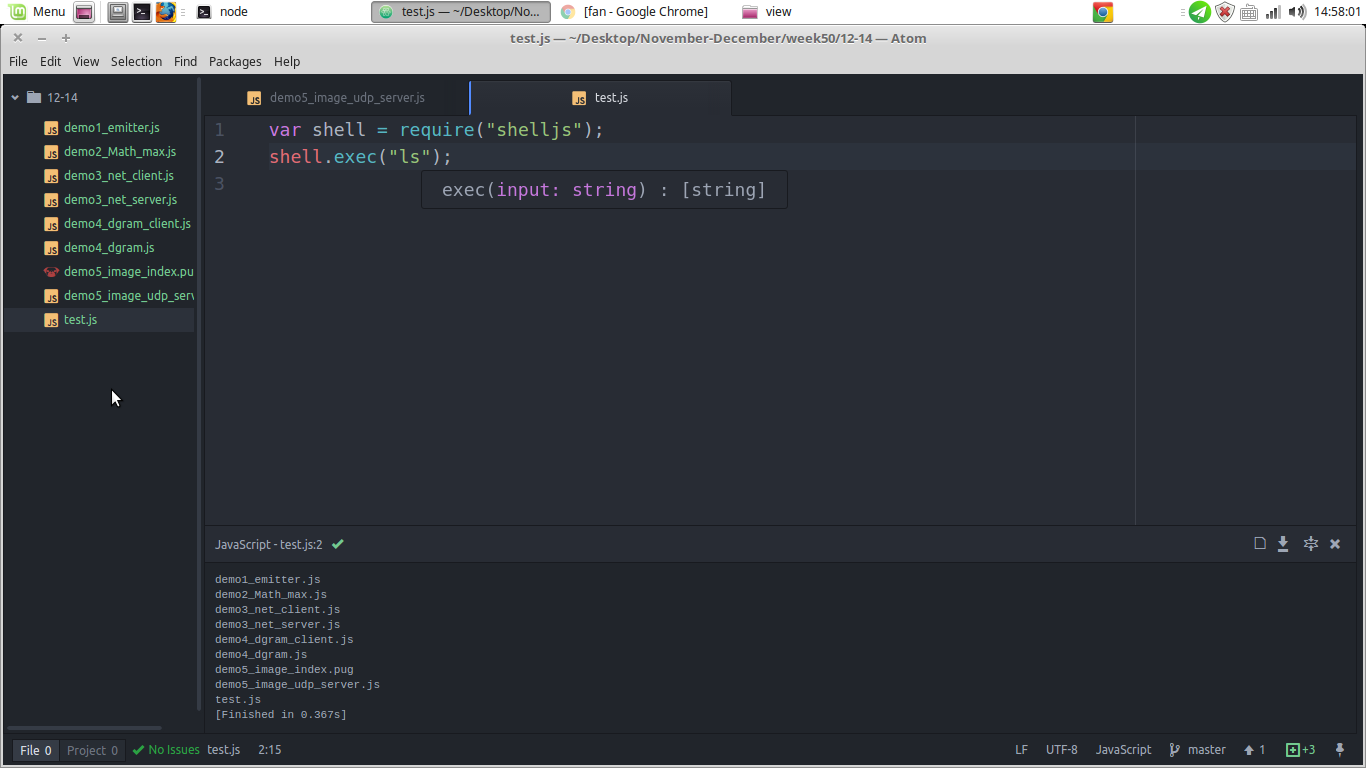 Menu node test.js — ~/Desktop/No... [fan - Google Chrome] view 14:58:01
test.js — ~/Desktop/November-December/week50/12-14 — Atom
File Edit View Selection Find Packages Help
12-14
demo1_emitter.js
demo2_Math_max.js
demo3_net_client.js
demo3_net_server.js
demo4_dgram_client.js
demo4_dgram.js
demo5_image_index.pu
demo5_image_udp_serv
test.js
demo5_image_udp_server.js test.js
1 var shell = require("shelljs");
2 shell.exec("ls");
3
exec(input: string) : [string]
JavaScript - test.js:2
demo1_emitter.js
demo2_Math_max.js
demo3_net_client.js
demo3_net_server.js
demo4_dgram_client.js
demo4_dgram.js
demo5_image_index.pug
demo5_image_udp_server.js
test.js
[Finished in 0.367s]
File 0 Project 0 No Issues test.js 2:15 LF UTF-8 JavaScript master 1 +3